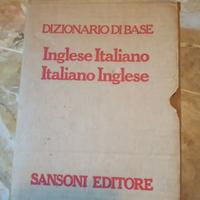 DIZIONARIO DI BASE
Inglese Italiano
Italiano Inglese
SANSONI EDITORE